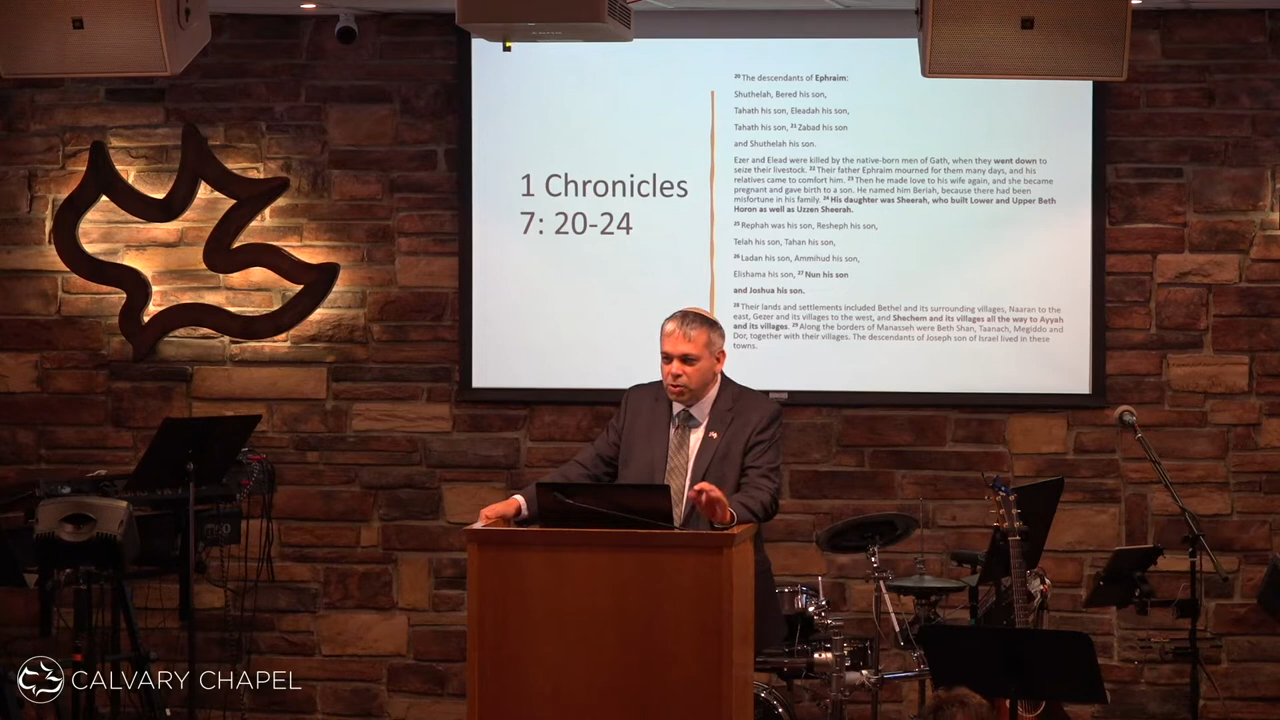 1 Chronicles
7: 20-24
20 The descendants of Ephraim:
Shuthelah, Bered his son,
Tahath his son, Eleadah his son,
Tahath his son, 21 Zabad his son
and Shuthelah his son.
Ezer and Elead were killed by the native-born men of Gath, when they went down to
seize their livestock. 22 Their father Ephraim mourned for them many days, and his
relatives came to comfort him. 23 Then he made love to his wife again, and she became
pregnant and gave birth to a son. He named him Beriah, because there had been
misfortune in his family. 24 His daughter was Sheerah, who built Lower and Upper Beth
Horon as well as Uzzen Sheerah.
25 Rephah was his son, Resheph his son,
Telah his son, Tahan his son,
26 Ladan his son, Ammihud his son,
Elishama his son, 27 Nun his son
and Joshua his son.
28 Their lands and settlements included Bethel and its surrounding villages, Naaran to the
east, Gezer and its villages to the west, and Shechem and its villages all the way to Ayyah
and its villages. 29 Along the borders of Manasseh were Beth Shan, Taanach, Megiddo and
Dor, together with their villages. The descendants of Joseph son of Israel lived in these
towns.
CALVARY CHAPEL